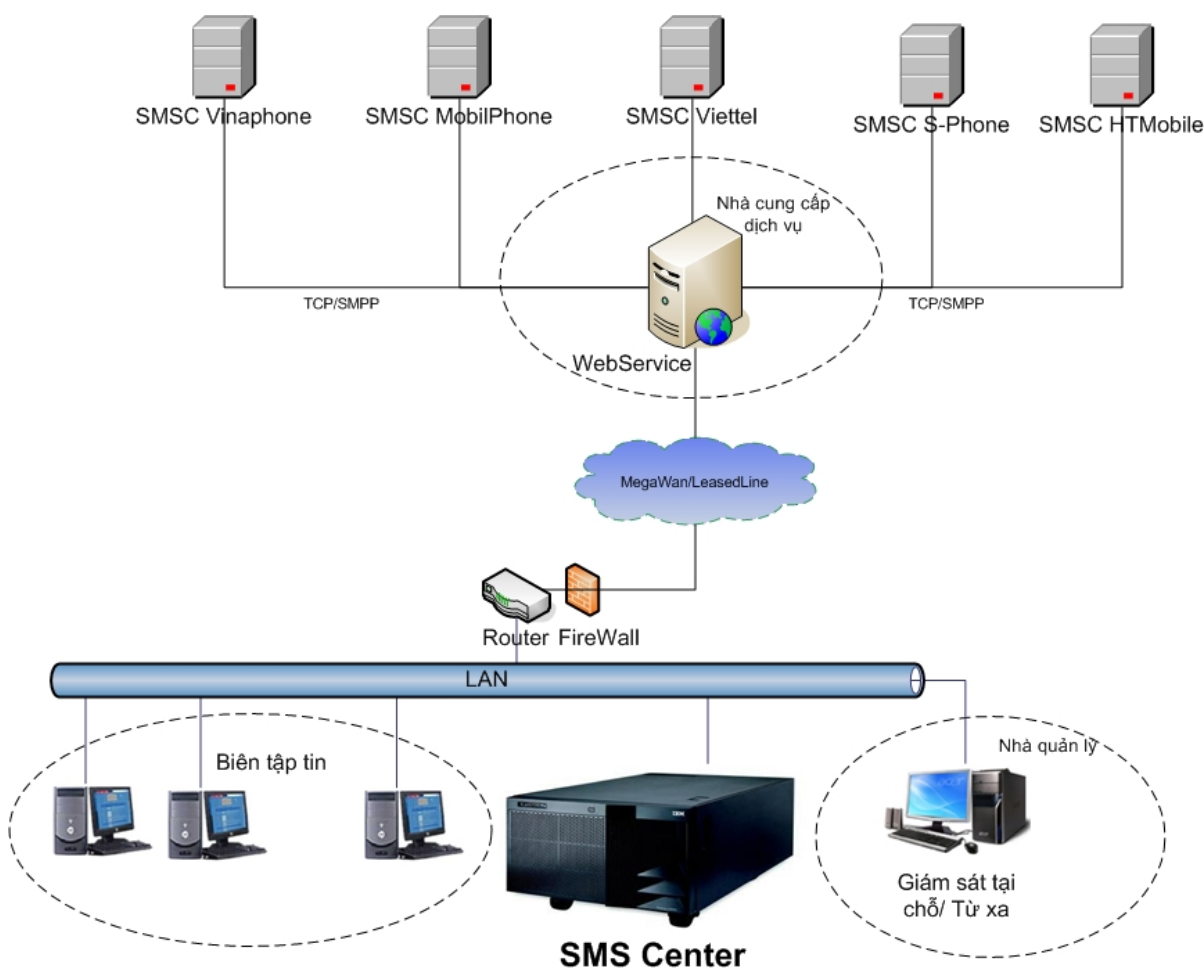 SMSC Vinaphone
SMSC MobilPhone
SMSC Viettel
SMSC S-Phone
SMSC HTMobile
Nhà cung cấp
dịch vụ
TCP/SMPP
TCP/SMPP
WebService
MegaWan/LeasedLine
Router
FireWall
LAN
Biên tập tin
Nhà quản lý
IBM
Giám sát tại
chỗ/ Từ xa
SMS Center